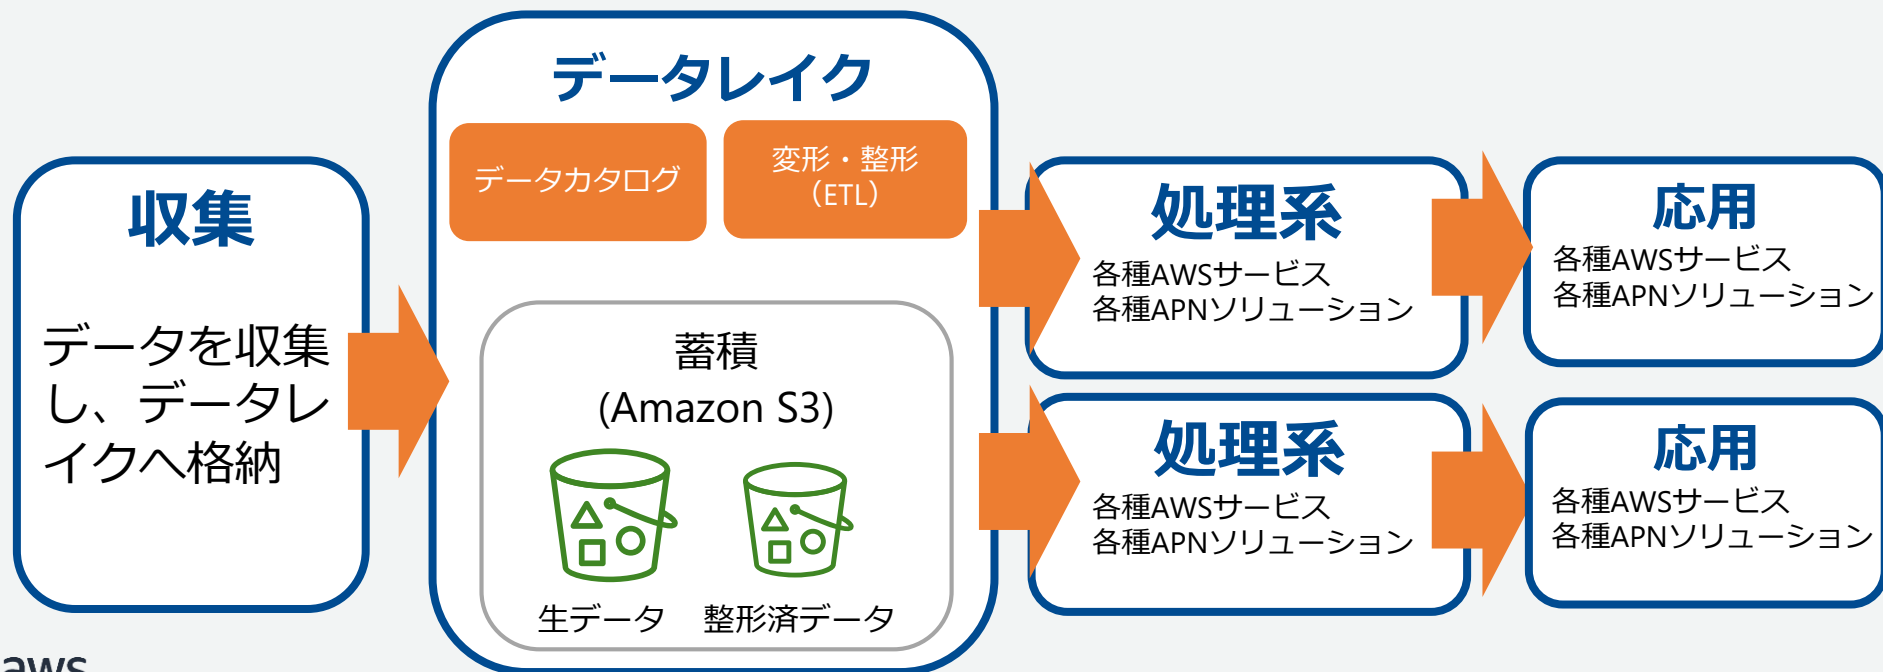 収集
データを収集
し、データレ
イクへ格納
データレイク
データカタログ
変形・整形
（ETL）
蓄積
(Amazon S3)
生データ
整形済データ
処理系
各種AWSサービス
各種APNソリューション
応用
各種AWSサービス
各種APNソリューション
処理系
各種AWSサービス
各種APNソリューション
応用
各種AWSサービス
各種APNソリューション
aws